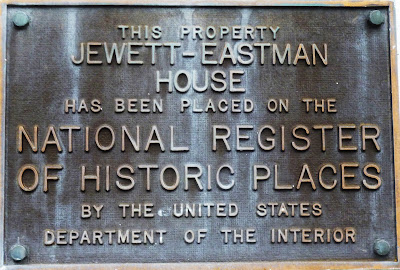 THIS PROPERTY
JEWETT-EASTMAN
HOUSE
HAS BEEN PLACED ON THE
NATIONAL REGISTER
OF HISTORIC PLACES
BY THE UNITED STATES
DEPARTMENT OF THE INTERIOR